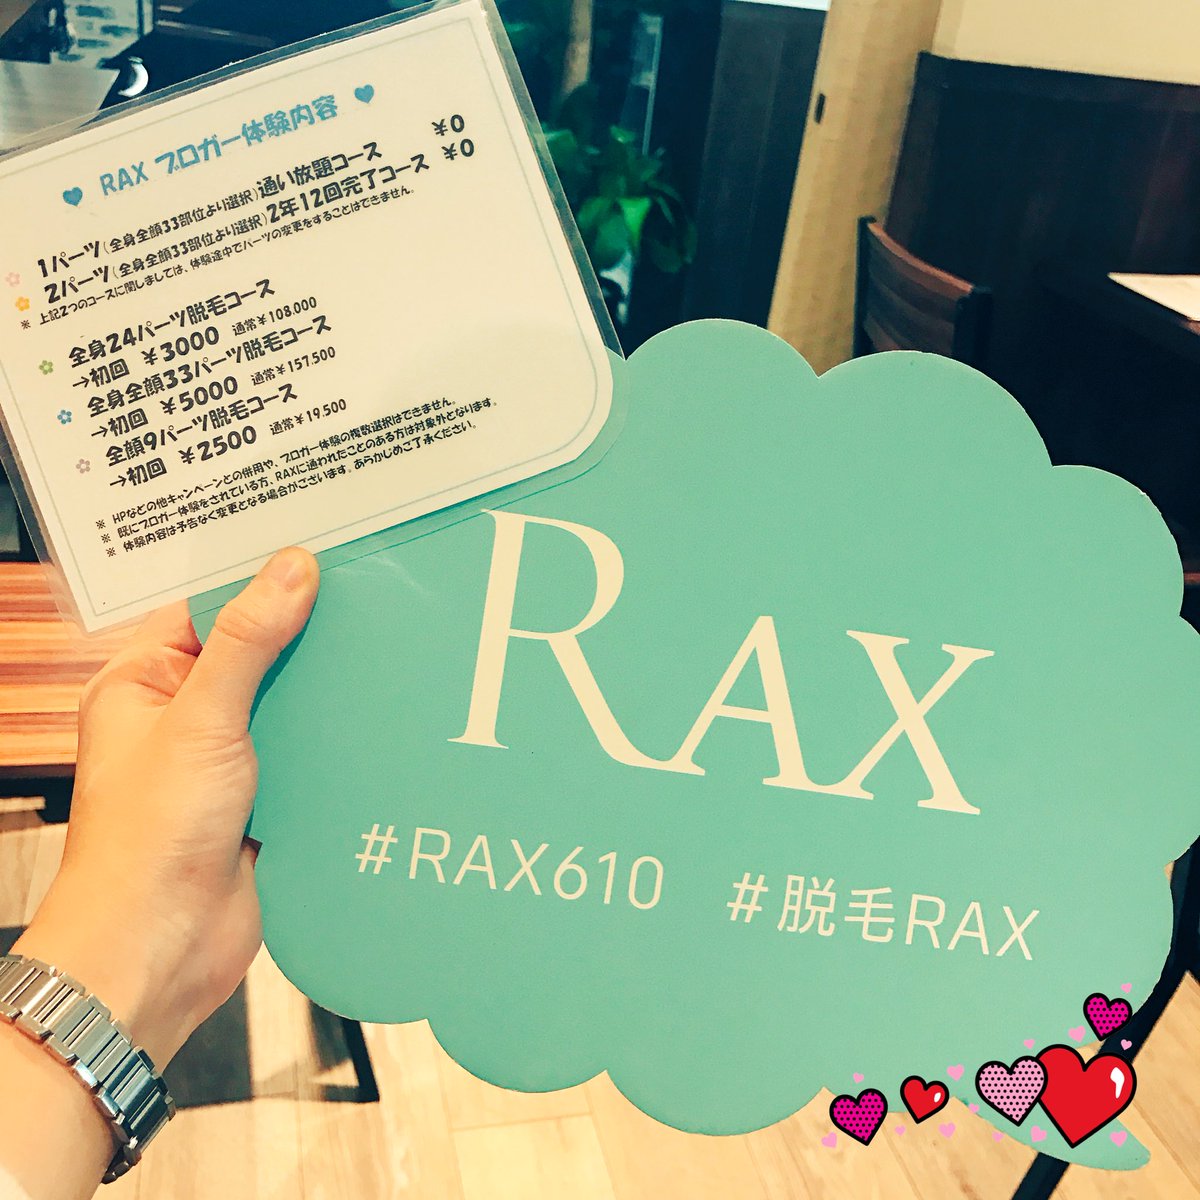 RAX ブロガー体験内容
1パーツ(全身全顔33部位より選択)通い放題コース ¥0
2パーツ(全身全顔33部位より選択)2年12回完了コース ¥0
※ 上記2つのコースに関しましては、体験途中でパーツの変更をすることはできません。
全身24パーツ脱毛コース
→初回 ¥3000 通常¥108.000
全身全顔33パーツ脱毛コース
→初回 ¥5000 通常¥157.500
全顔9パーツ脱毛コース
→初回 ¥2500 通常¥19.500
※ HPなどの他キャンペーンとの併用や、ブロガー体験の複数選択はできません。
※ 既にブロガー体験をされている方、RAXに通われたことのある方は対象外となります。
※ 体験内容は予告なく変更となる場合がございます。あらかじめご了承ください。
RAX
#RAX610 #脱毛RAX